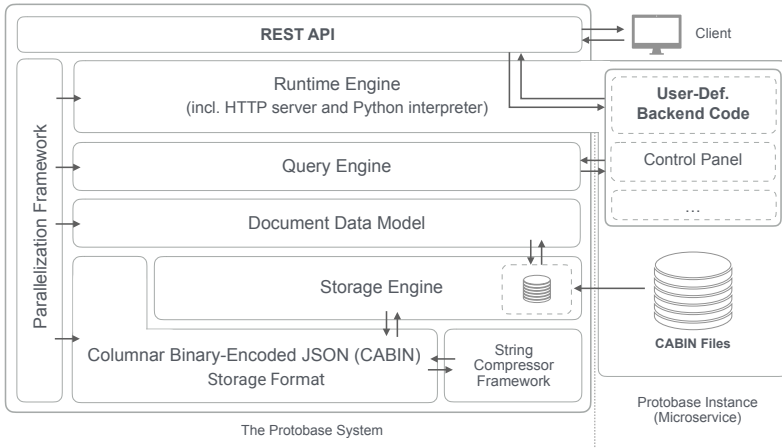 REST API
Client
Parallelization Framework
Runtime Engine
(incl. HTTP server and Python interpreter)
User-Def.
Backend Code
Query Engine
Control Panel
...
Document Data Model
Storage Engine
CABIN Files
Columnar Binary-Encoded JSON (CABIN)
Storage Format
String
Compressor
Framework
The Protobase System
Protobase Instance
(Microservice)